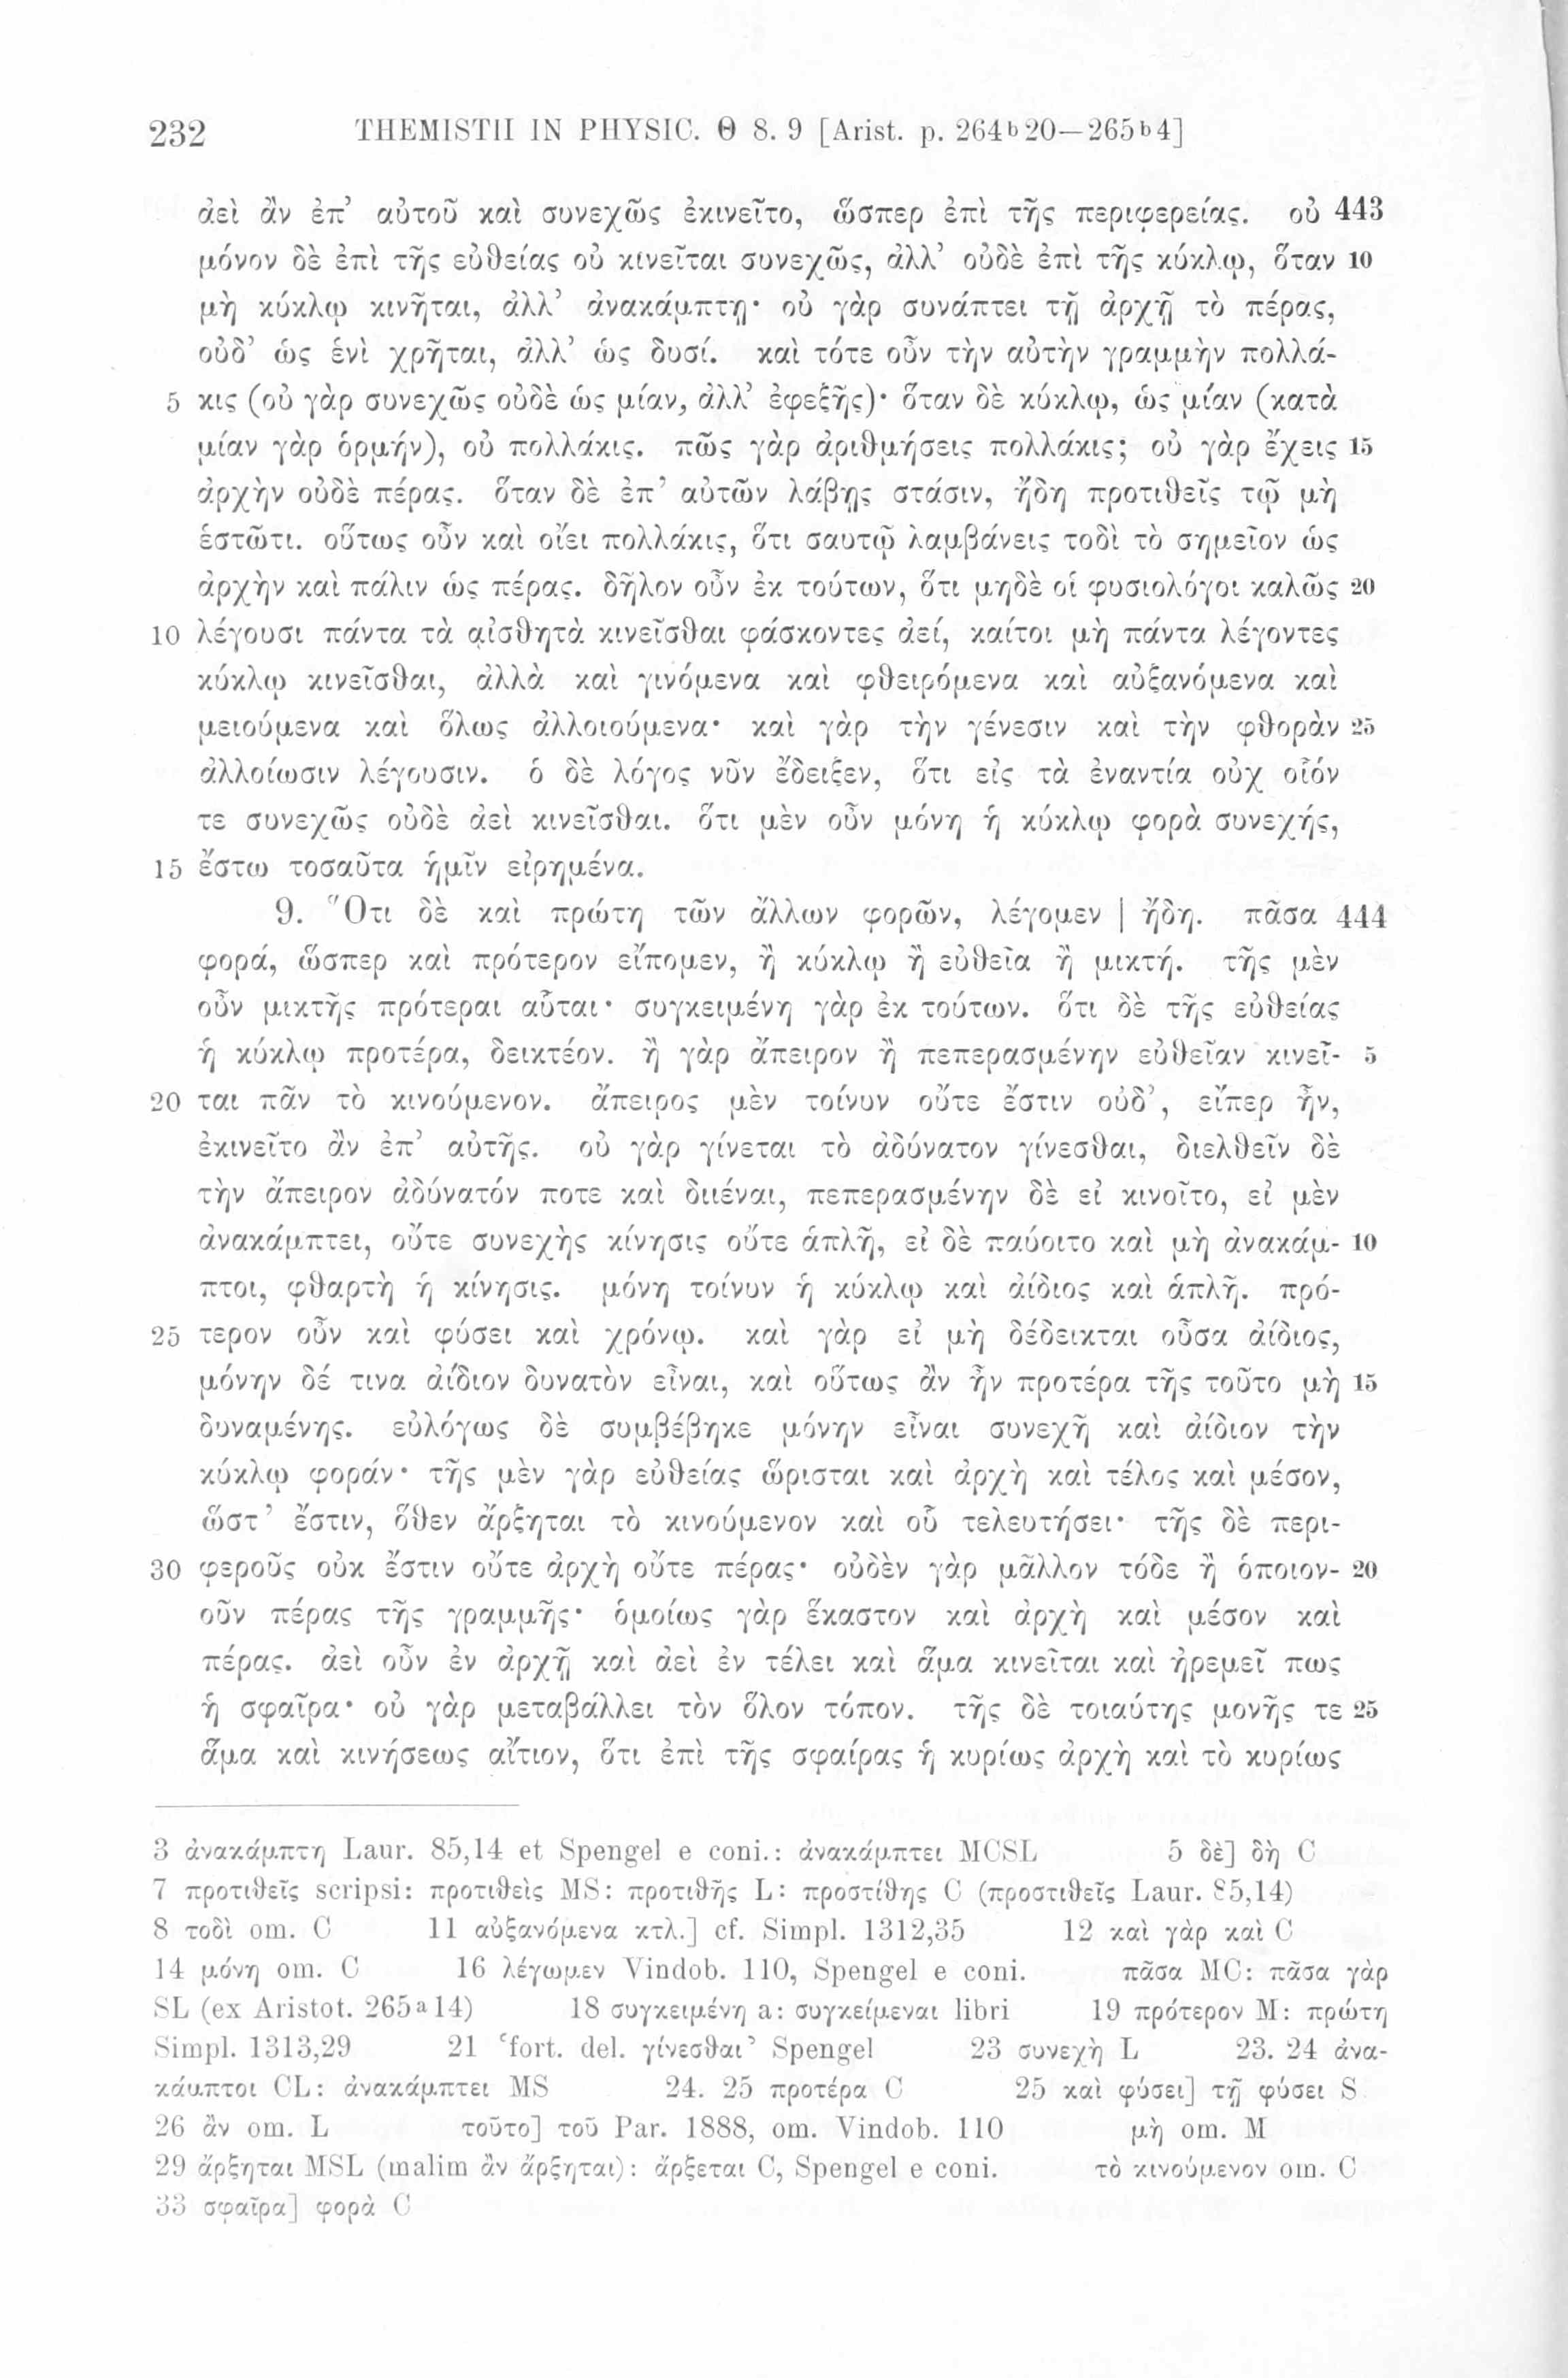 232 THEMISTII IN PHYSIC. Θ 8. 9 [Arist. p. 264b20—265b4]
ἀεὶ ἂν ἐπ’ αὐτοῦ καὶ συνεχῶς ἐκινεῖτο, ὥσπερ ἐπὶ τῆς περιφερείας. οὐ 443
μόνον δὲ ἐπὶ τῆς εὐθείας οὐ κινεῖται συνεχῶς, ἀλλ’ οὐδὲ ἐπὶ τῆς κύκλῳ, ὅταν 10
μὴ κύκλῳ κινῆται, ἀλλ’ ἀνακάμπτῃ· οὐ γὰρ συνάπτει τῇ ἀρχῇ τὸ πέρας,
οὐδ’ ὡς ἑνὶ χρῆται, ἀλλ’ ὡς δυσί. καὶ τότε οὖν τὴν αὐτὴν γραμμὴν πολλά-
5 κις (οὐ γὰρ συνεχῶς οὐδὲ ὡς μίαν, ἀλλ’ ἐφεξῆς)· ὅταν δὲ κύκλῳ, ὡς μίαν (κατὰ
μίαν γὰρ ὁρμήν), οὐ πολλάκις. πῶς γὰρ ἀριθμήσεις πολλάκις; οὐ γὰρ ἔχεις 15
ἀρχὴν οὐδὲ πέρας. ὅταν δὲ ἐπ’ αὐτῶν λάβῃς στάσιν, ἤδη προτιθεῖς τῷ μὴ
ἑστῶτι. οὕτως οὖν καὶ οἴει πολλάκις, ὅτι σαυτῷ λαμβάνεις τοδὶ τὸ σημεῖον ὡς
ἀρχὴν καὶ πάλιν ὡς πέρας. δῆλον οὖν ἐκ τούτων, ὅτι μηδὲ οἱ φυσιολόγοι καλῶς 20
10 λέγουσι πάντα τὰ αἰσθητὰ κινεῖσθαι φάσκοντες ἀεί, καίτοι μὴ πάντα λέγοντες
κύκλῳ κινεῖσθαι, ἀλλὰ καὶ γινόμενα καὶ φθειρόμενα καὶ αὐξανόμενα καὶ
μειούμενα καὶ ὅλως ἀλλοιούμενα· καὶ γὰρ τὴν γένεσιν καὶ τὴν φθορὰν 25
ἀλλοίωσιν λέγουσιν. ὁ δὲ λόγος νῦν ἔδειξεν, ὅτι εἰς τὰ ἐναντία οὐχ οἷόν
τε συνεχῶς οὐδὲ ἀεὶ κινεῖσθαι. ὅτι μὲν οὖν μόνη ἡ κύκλῳ φορὰ συνεχής,
15 ἔστω τοσαῦτα ἡμῖν εἰρημένα.
9. Ὅτι δὲ καὶ πρώτη τῶν ἄλλων φορῶν, λέγομεν | ἤδη. πᾶσα 444
φορά, ὥσπερ καὶ πρότερον εἴπομεν, ἢ κύκλῳ ἢ εὐθεῖα ἢ μικτή. τῆς μὲν
οὖν μικτῆς πρότεραι αὗται· συγκειμένη γὰρ ἐκ τούτων. ὅτι δὲ τῆς εὐθείας
ἡ κύκλῳ προτέρα, δεικτέον. ἢ γὰρ ἄπειρον ἢ πεπερασμένην εὐθεῖαν κινεῖ- 5
20 ται πᾶν τὸ κινούμενον. ἄπειρος μὲν τοίνυν οὔτε ἔστιν οὐδ’, εἴπερ ἦν,
ἐκινεῖτο ἂν ἐπ’ αὐτῆς. οὐ γὰρ γίνεται τὸ ἀδύνατον γίνεσθαι, διελθεῖν δὲ
τὴν ἄπειρον ἀδύνατόν ποτε καὶ διιέναι, πεπερασμένην δὲ εἰ κινοῖτο, εἰ μὲν
ἀνακάμπτει, οὔτε συνεχὴς κίνησις οὔτε ἁπλῆ, εἰ δὲ παύοιτο καὶ μὴ ἀνακάμ- 10
πτοι, φθαρτὴ ἡ κίνησις. μόνη τοίνυν ἡ κύκλῳ καὶ ἀίδιος καὶ ἁπλῆ. πρό-
25 τερον οὖν καὶ φύσει καὶ χρόνῳ. καὶ γὰρ εἰ μὴ δέδεικται οὖσα ἀίδιος,
μόνην δέ τινα ἀίδιον δυνατὸν εἶναι, καὶ οὕτως ἂν ἦν προτέρα τῆς τοῦτο μὴ 15
δυναμένης. εὐλόγως δὲ συμβέβηκε μόνην εἶναι συνεχῆ καὶ ἀίδιον τὴν
κύκλῳ φοράν· τῆς μὲν γὰρ εὐθείας ὥρισται καὶ ἀρχὴ καὶ τέλος καὶ μέσον,
ὥστ’ ἔστιν, ὅθεν ἄρξηται τὸ κινούμενον καὶ οὗ τελευτήσει· τῆς δὲ περι-
30 φεροῦς οὐκ ἔστιν οὔτε ἀρχὴ οὔτε πέρας· οὐδὲν γὰρ μᾶλλον τόδε ἢ ὁποιον- 20
οῦν πέρας τῆς γραμμῆς· ὁμοίως γὰρ ἕκαστον καὶ ἀρχὴ καὶ μέσον καὶ
πέρας. ἀεὶ οὖν ἐν ἀρχῇ καὶ ἀεὶ ἐν τέλει καὶ ἅμα κινεῖται καὶ ἠρεμεῖ πως
ἡ σφαῖρα· οὐ γὰρ μεταβάλλει τὸν ὅλον τόπον. τῆς δὲ τοιαύτης μονῆς τε 25
ἅμα καὶ κινήσεως αἴτιον, ὅτι ἐπὶ τῆς σφαίρας ἡ κυρίως ἀρχὴ καὶ τὸ κυρίως
3 ἀνακάμπτη Laur. 85,14 et Spengel e coni.: ἀνακάμπτει MCSL 5 δὲ] δὴ C
7 προτιθεῖς scripsi: προτιθεὶς MS: προτιθῆς L: προστίθης C (προστιθεῖς Laur. 85,14)
8 τοδὶ om. C 11 αὐξανόμενα κτλ.] cf. Simpl. 1312,35 12 καὶ γὰρ καὶ C
14 μόνη om. C 16 λέγωμεν Vindob. 110, Spengel e coni. πᾶσα MC: πᾶσα γὰρ
SL (ex Aristot. 265a14) 18 συγκειμένη a: συγκείμεναι libri 19 πρότερον M: πρώτη
Simpl. 1313,29 21 ‘fort. del. γίνεσθαι’ Spengel 23 συνεχὴ L 23. 24 ἀνα-
κάμπτοι CL: ἀνακάμπτει MS 24. 25 προτέρα C 25 καὶ φύσει] τῇ φύσει S
26 ἂν om. L τοῦτο] τοῦ Par. 1888, om. Vindob. 110 μὴ om. M
29 ἄρξηται MSL (malim ἂν ἄρξηται): ἄρξεται C, Spengel e coni. τὸ κινούμενον om. C
33 σφαῖρα] φορὰ C